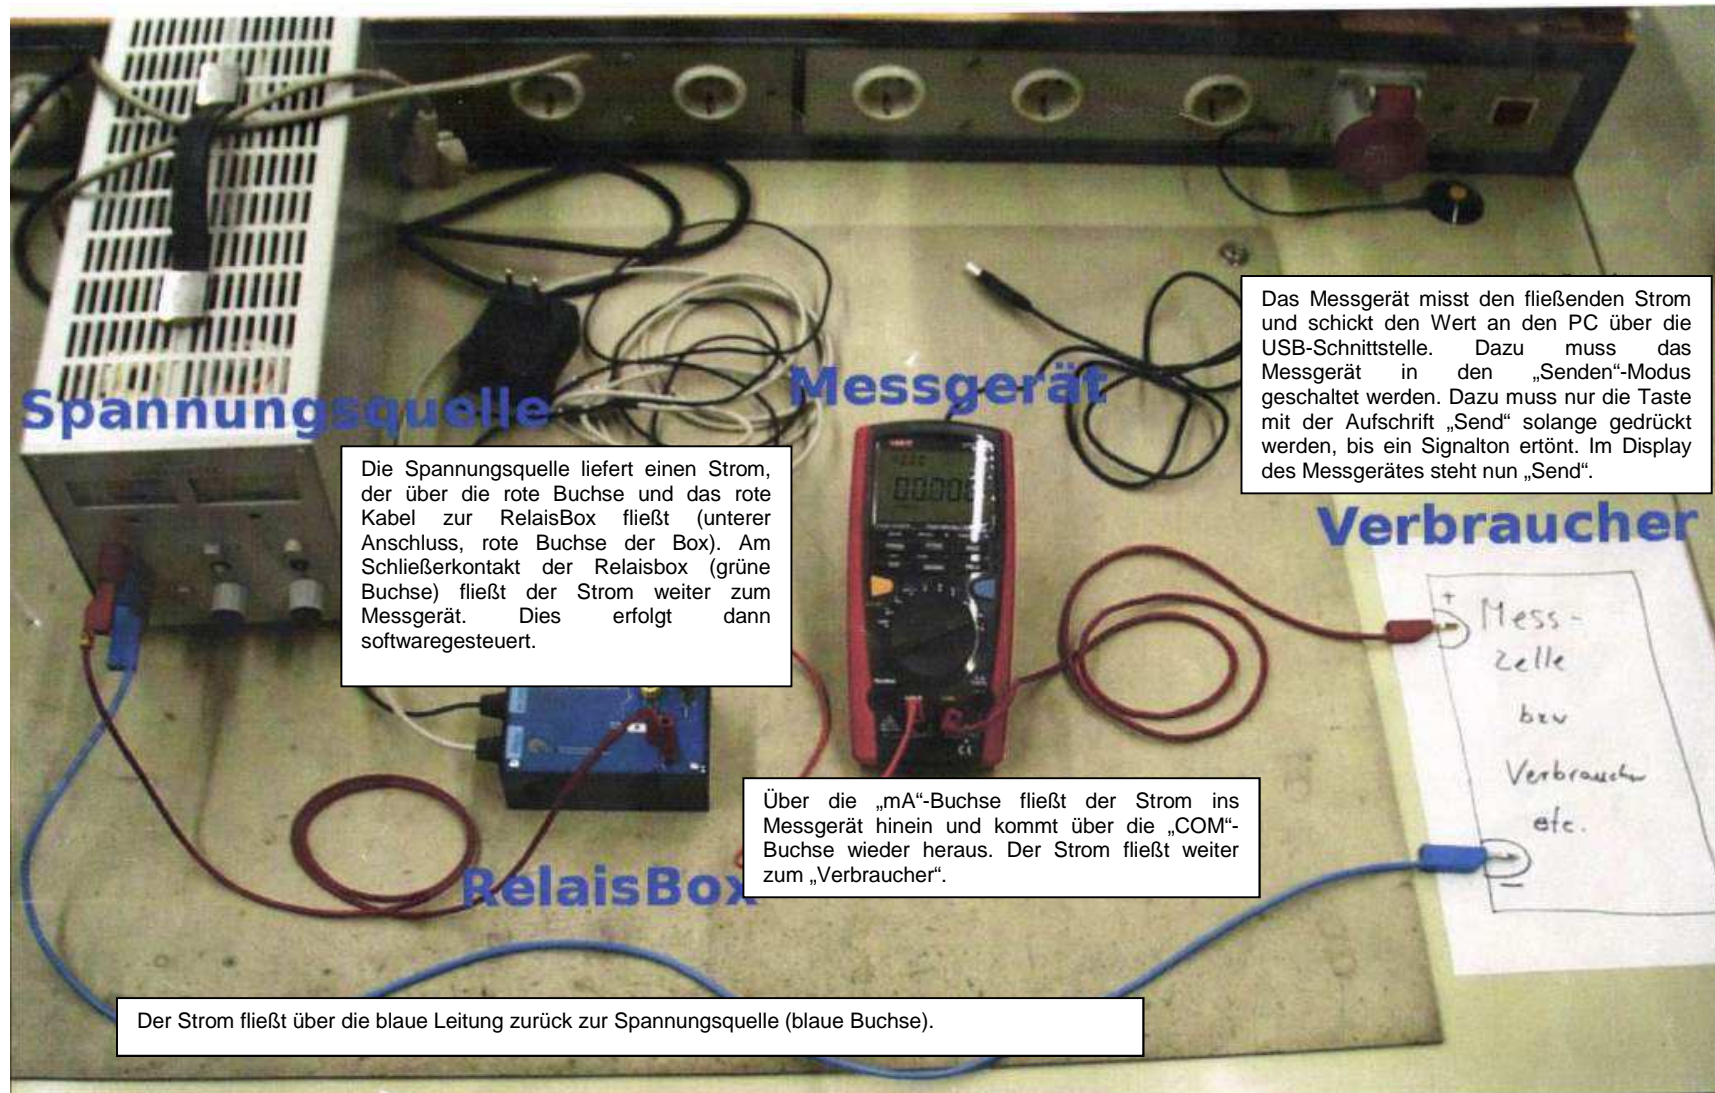 Spannungsquelle
Die Spannungsquelle liefert einen Strom,
der über die rote Buchse und das rote
Kabel zur RelaisBox fließt (unterer
Anschluss, rote Buchse der Box). Am
Schließerkontakt der Relaisbox (grüne
Buchse) fließt der Strom weiter zum
Messgerät. Dies erfolgt dann
softwaregesteuert.
Messgerät
Das Messgerät misst den fließenden Strom
und schickt den Wert an den PC über die
USB-Schnittstelle. Dazu muss das
Messgerät in den „Senden“-Modus
geschaltet werden. Dazu muss nur die Taste
mit der Aufschrift „Send“ solange gedrückt
werden, bis ein Signalton ertönt. Im Display
des Messgerätes steht nun „Send“.
Verbraucher
+
Mess-
zelle
bzw
Verbraucher
etc.
–
Über die „mA“-Buchse fließt der Strom ins
Messgerät hinein und kommt über die „COM“-
Buchse wieder heraus. Der Strom fließt weiter
zum „Verbraucher“.
RelaisBox
Der Strom fließt über die blaue Leitung zurück zur Spannungsquelle (blaue Buchse).